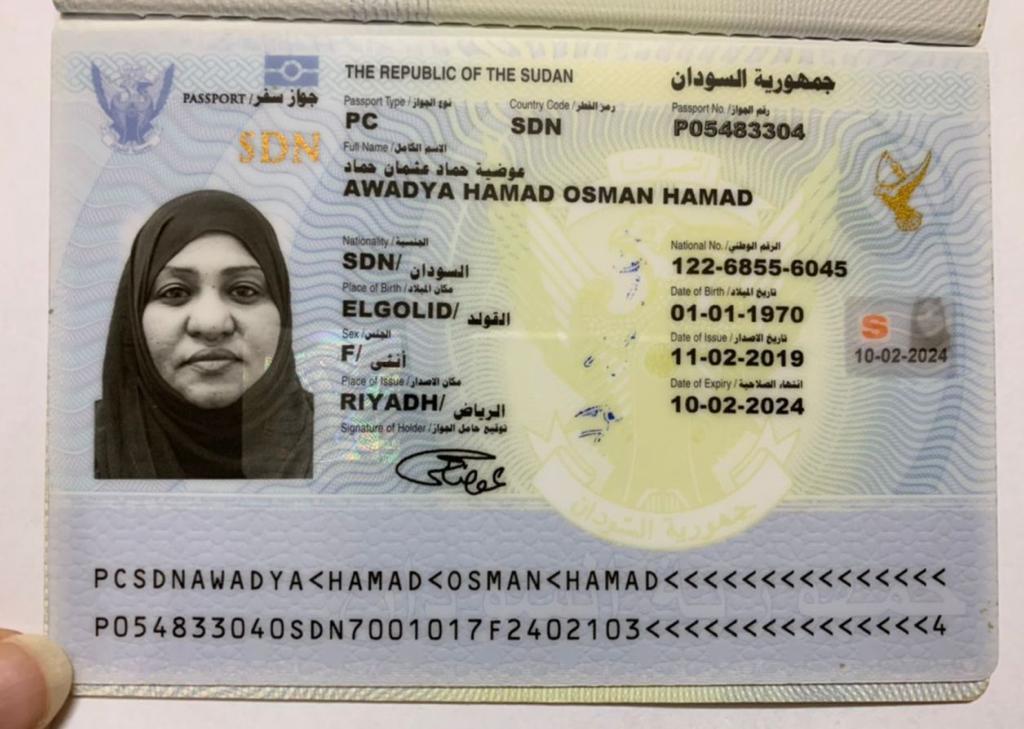 THE REPUBLIC OF THE SUDAN جمهورية السودان
PASSPORT / جواز سفر
Passport Type / نوع الجواز Country Code / رمز القطر Passport No. / رقم الجواز
PC SDN P05483304
SDN
Full Name / الاسم الكامل
عوضية حماد عشمان حماد
AWADYA HAMAD OSMAN HAMAD
Nationality / الجنسية National No. / الرقم الوطني
SDN/ السودان 122-6855-6045
Place of Birth / مكان الميلاد Date of Birth / تاريخ الميلاد
ELGOLID/ القولد 01-01-1970
Sex / الجنس Date of Issue / تاريخ الاصدار
F/ أنثى 11-02-2019
S
10-02-2024
Place of Issue / مكان الاصدار Date of Expiry / انتهاء الصلاحية
RIYADH/ الرياض 10-02-2024
Signature of Holder / توقيع حامل الجواز
جمهورية السودان
PCSDNAWADYA<HAMAD<OSMAN<HAMAD<<<<<<<<<<<<<<<
P054833040SDN7001017F2402103<<<<<<<<<<<<<<<4